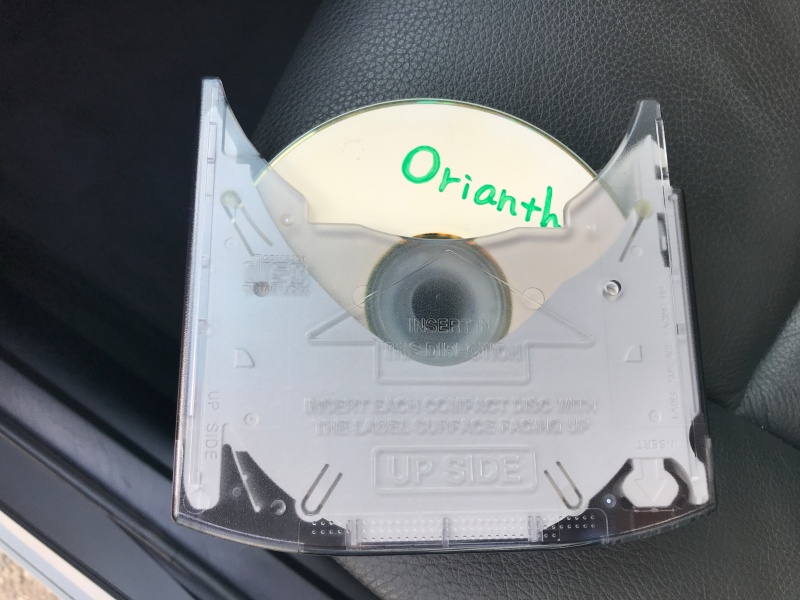 Orianth
INSERT IN
THIS DIRECTION
INSERT EACH COMPACT DISC WITH
THE LABEL SURFACE FACING UP
UP SIDE
UP SIDE
INSERT